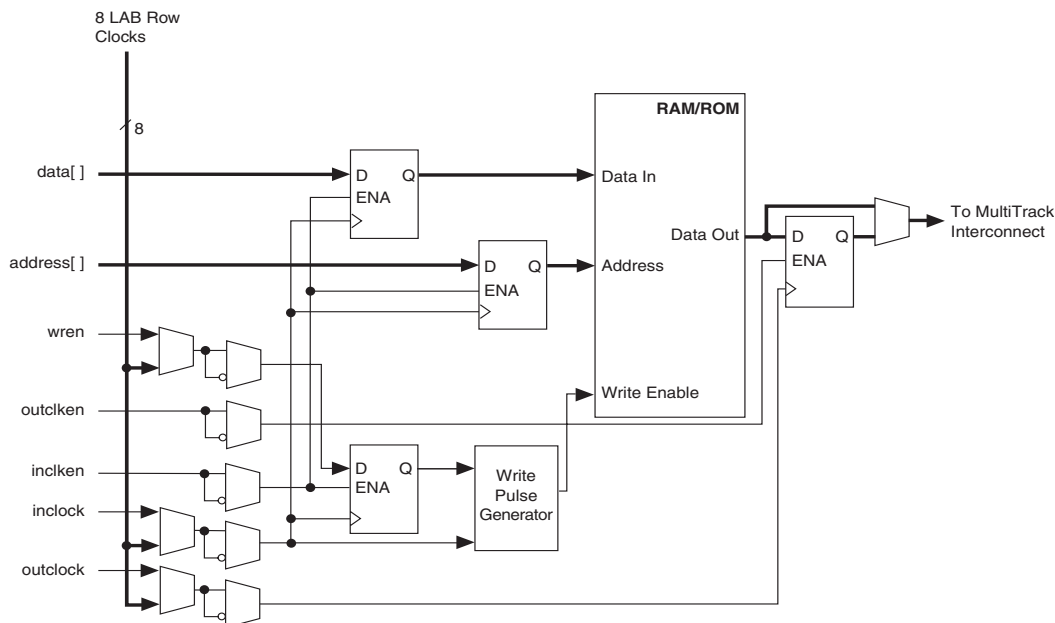 8 LAB Row
Clocks
8
RAM/ROM
data[ ]
D Q
ENA
Data In
To MultiTrack
Interconnect
Data Out
D Q
ENA
address[ ]
D Q
ENA
Address
wren
Write Enable
outclken
inclken
D Q
ENA
Write
Pulse
Generator
inclock
outclock